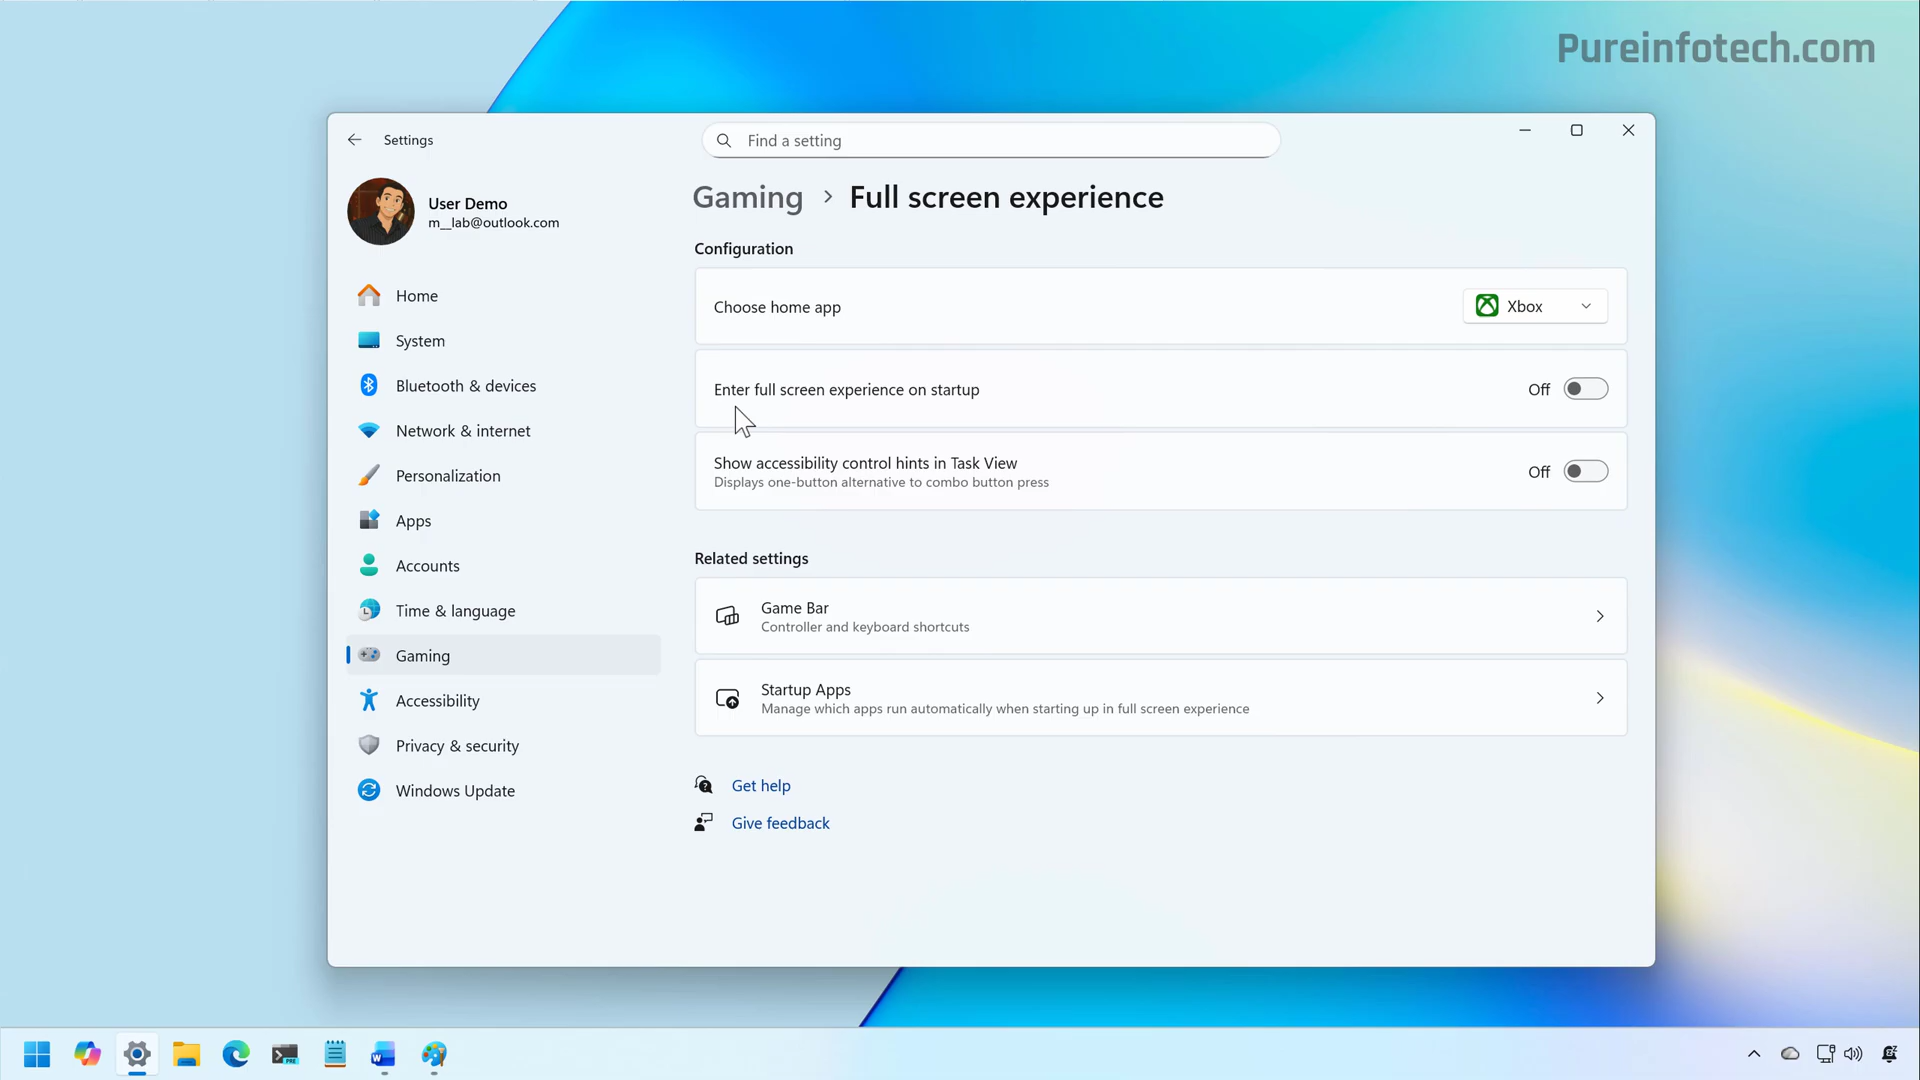 Pureinfotech.com
Settings
Find a setting
User Demo
m__lab@outlook.com
Home
System
Bluetooth & devices
Network & internet
Personalization
Apps
Accounts
Time & language
Gaming
Accessibility
Privacy & security
Windows Update
Gaming > Full screen experience
Configuration
Choose home app
Xbox
Enter full screen experience on startup
Off
Show accessibility control hints in Task View
Displays one-button alternative to combo button press
Off
Related settings
Game Bar
Controller and keyboard shortcuts
Startup Apps
Manage which apps run automatically when starting up in full screen experience
Get help
Give feedback
PRE
W